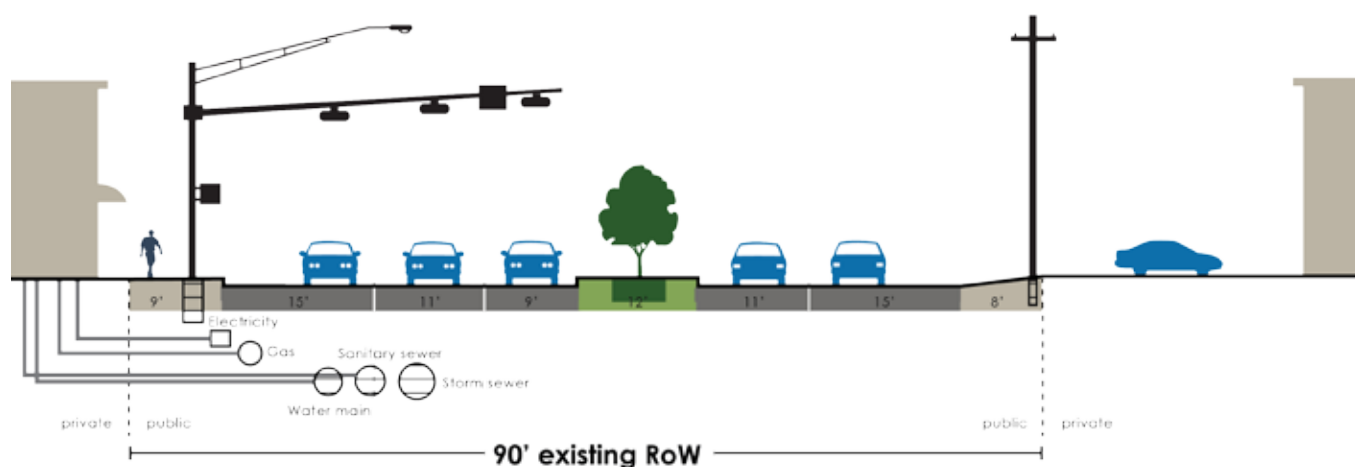 9' 15' 11' 9' 12' 11' 15' 8'
Electricity
Gas
Sanitary sewer
Storm sewer
Water main
private public public private
90' existing RoW